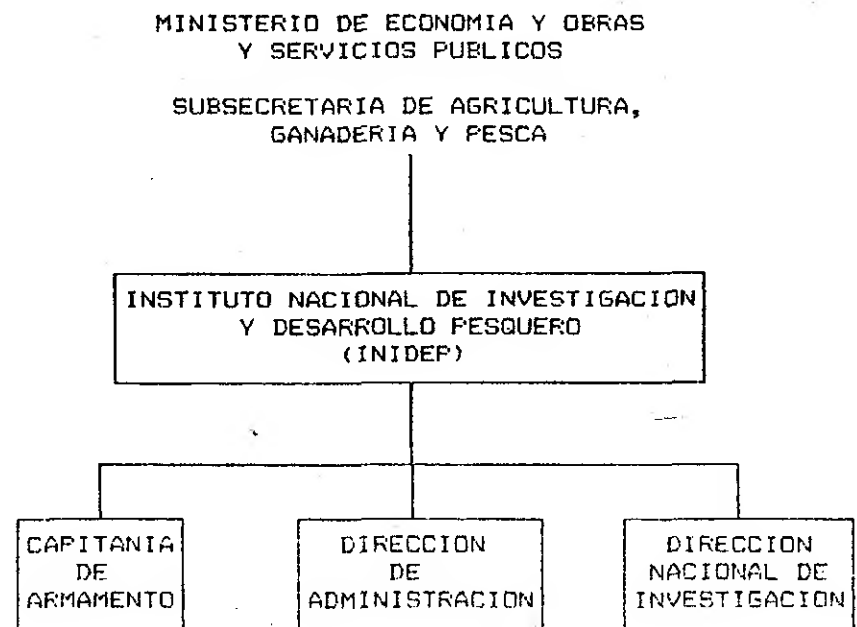 MINISTERIO DE ECONOMIA Y OBRAS
Y SERVICIOS PUBLICOS
SUBSECRETARIA DE AGRICULTURA,
GANADERIA Y PESCA
INSTITUTO NACIONAL DE INVESTIGACION
Y DESARROLLO PESQUERO
(INIDEP)
CAPITANIA
DE
ARMAMENTO
DIRECCION
DE
ADMINISTRACION
DIRECCION
NACIONAL DE
INVESTIGACION